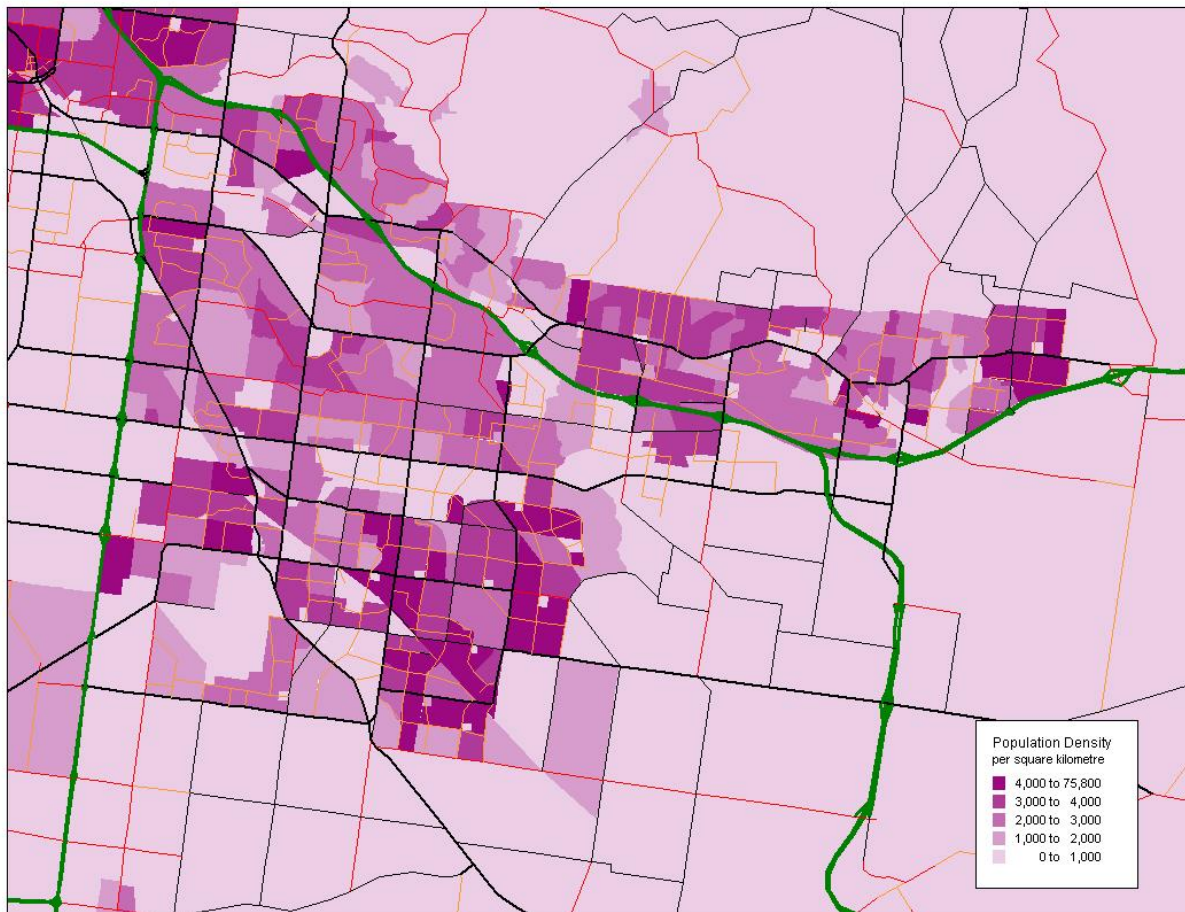 Population Density
per square kilometre
4,000 to 75,800
3,000 to 4,000
2,000 to 3,000
1,000 to 2,000
0 to 1,000